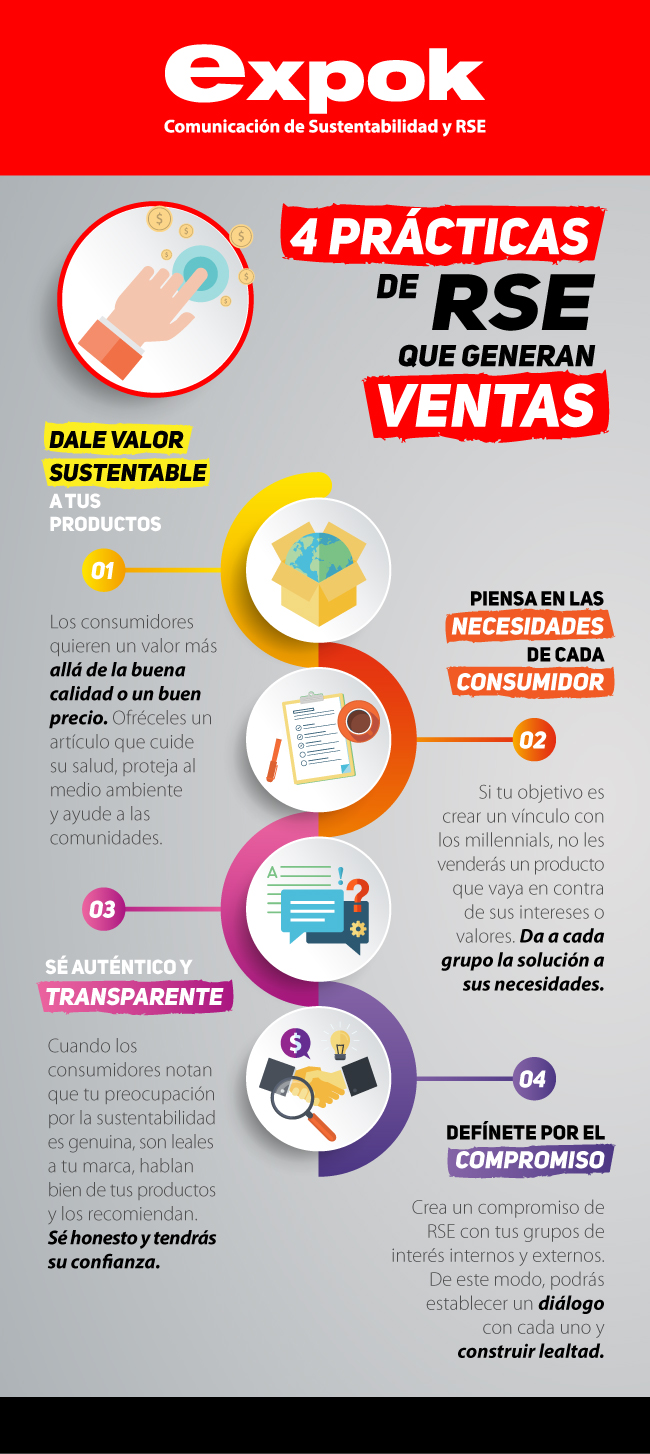 expok
Comunicación de Sustentabilidad y RSE
4 PRÁCTICAS
DE RSE
QUE GENERAN
VENTAS
DALE VALOR
SUSTENTABLE
A TUS
PRODUCTOS
01
Los consumidores
quieren un valor más
allá de la buena
calidad o un buen
precio. Ofréceles un
artículo que cuide
su salud, proteja al
medio ambiente
y ayude a las
comunidades.
PIENSA EN LAS
NECESIDADES
DE CADA
CONSUMIDOR
02
Si tu objetivo es
crear un vínculo con
los millennials, no les
venderás un producto
que vaya en contra
de sus intereses o
valores. Da a cada
grupo la solución a
sus necesidades.
03
SÉ AUTÉNTICO Y
TRANSPARENTE
Cuando los
consumidores notan
que tu preocupación
por la sustentabilidad
es genuina, son leales
a tu marca, hablan
bien de tus productos
y los recomiendan.
Sé honesto y tendrás
su confianza.
A
! ?
$
04
DEFÍNETE POR EL
COMPROMISO
Crea un compromiso de
RSE con tus grupos de
interés internos y externos.
De este modo, podrás
establecer un diálogo
con cada uno y
construir lealtad.